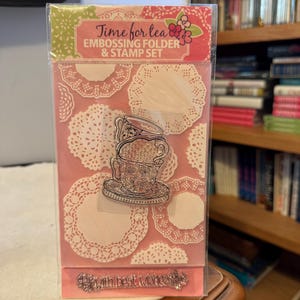 Time for tea
EMBOSSING FOLDER
& STAMP SET